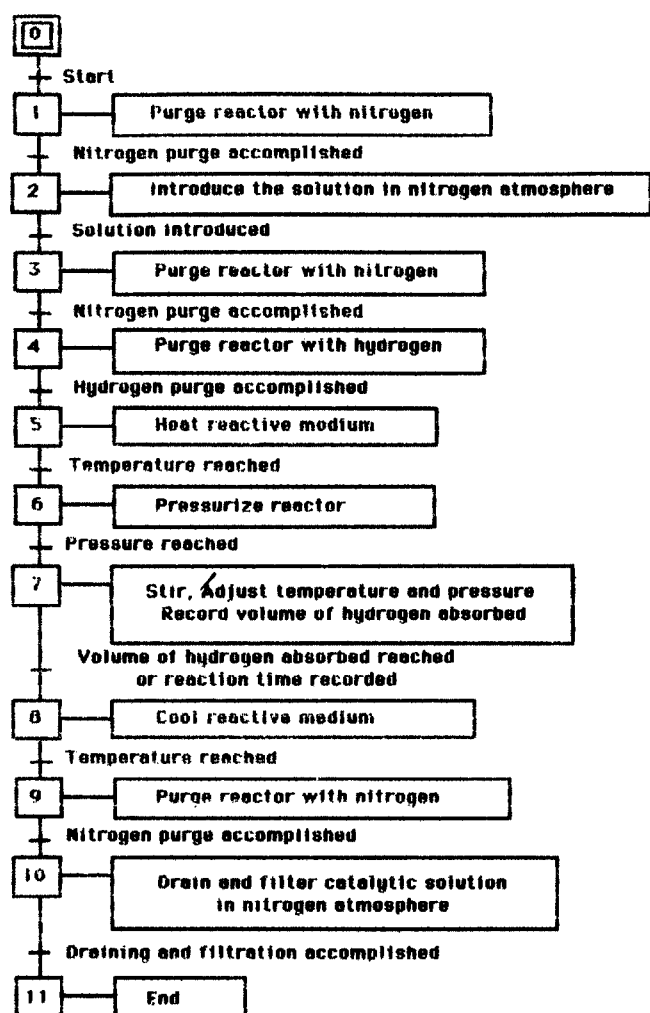 0
Start
1 Purge reactor with nitrogen
Nitrogen purge accomplished
2 Introduce the solution in nitrogen atmosphere
Solution introduced
3 Purge reactor with nitrogen
Nitrogen purge accomplished
4 Purge reactor with hydrogen
Hydrogen purge accomplished
5 Heat reactive modium
Temperature reached
6 Pressurize reactor
Pressure reached
7 Stir, Adjust temperature and pressure
Record volume of hydrogen absorbed
Volume of hydrogen absorbed reached
or reaction time recorded
8 Cool reactive medium
Temperature reached
9 Purge reactor with nitrogen
Nitrogen purge accomplished
10 Drain and filter catalytic solution
in nitrogen atmosphere
Draining and filtration accomplished
11 End